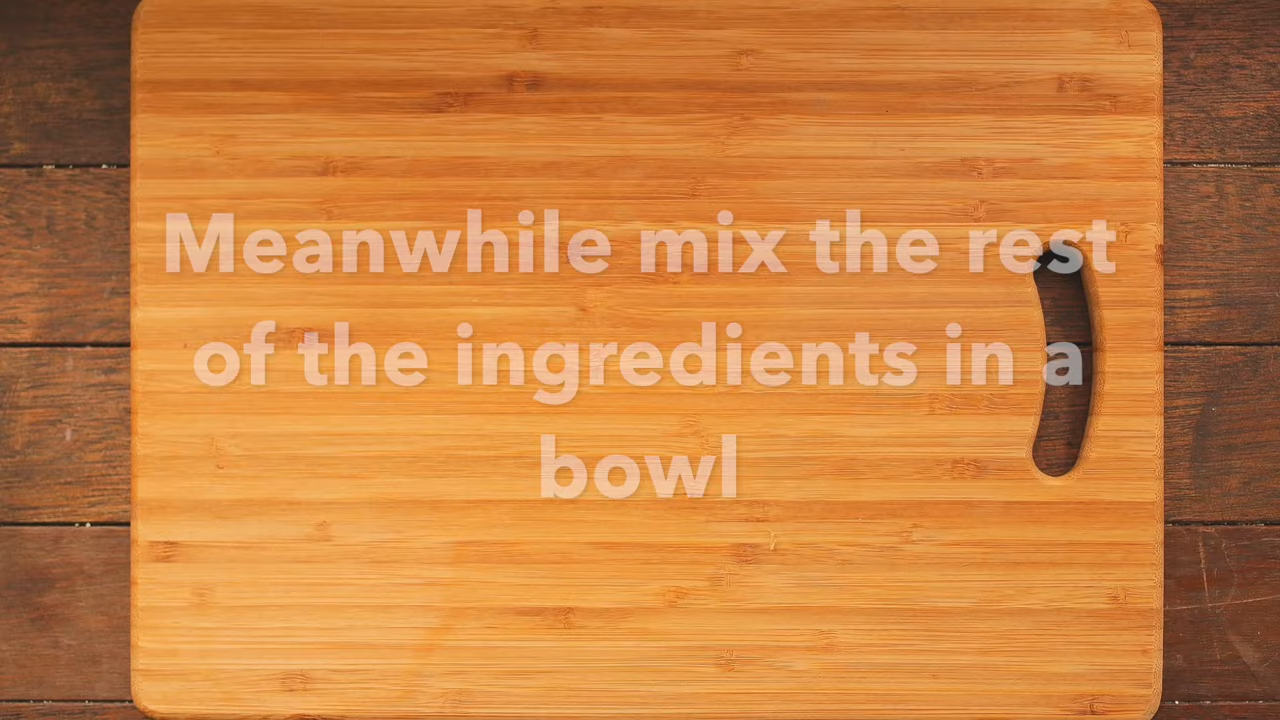 Meanwhile mix the rest
of the ingredients in a
bowl